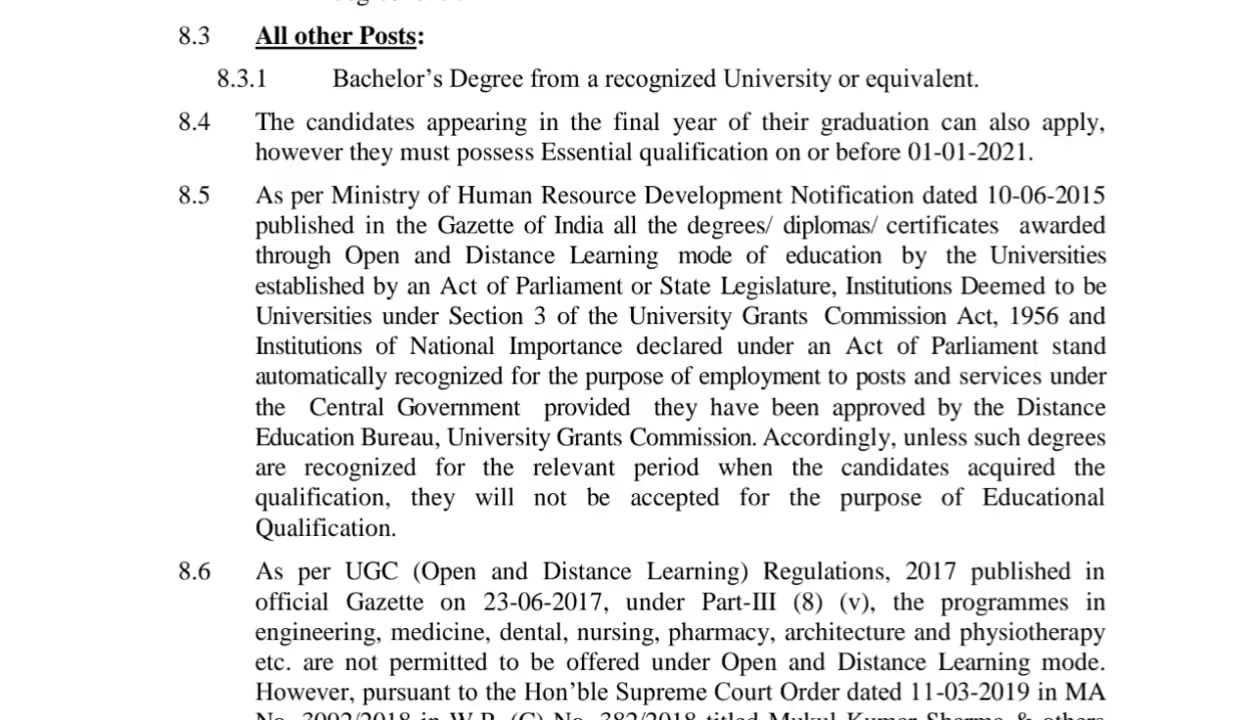 8.3 All other Posts:
8.3.1 Bachelor’s Degree from a recognized University or equivalent.
8.4 The candidates appearing in the final year of their graduation can also apply,
however they must possess Essential qualification on or before 01-01-2021.
8.5 As per Ministry of Human Resource Development Notification dated 10-06-2015
published in the Gazette of India all the degrees/ diplomas/ certificates awarded
through Open and Distance Learning mode of education by the Universities
established by an Act of Parliament or State Legislature, Institutions Deemed to be
Universities under Section 3 of the University Grants Commission Act, 1956 and
Institutions of National Importance declared under an Act of Parliament stand
automatically recognized for the purpose of employment to posts and services under
the Central Government provided they have been approved by the Distance
Education Bureau, University Grants Commission. Accordingly, unless such degrees
are recognized for the relevant period when the candidates acquired the
qualification, they will not be accepted for the purpose of Educational
Qualification.
8.6 As per UGC (Open and Distance Learning) Regulations, 2017 published in
official Gazette on 23-06-2017, under Part-III (8) (v), the programmes in
engineering, medicine, dental, nursing, pharmacy, architecture and physiotherapy
etc. are not permitted to be offered under Open and Distance Learning mode.
However, pursuant to the Hon’ble Supreme Court Order dated 11-03-2019 in MA
No. 3092/2018 in W.P. (C) No. 382/2018 titled Mukul Kumar Sharma & others